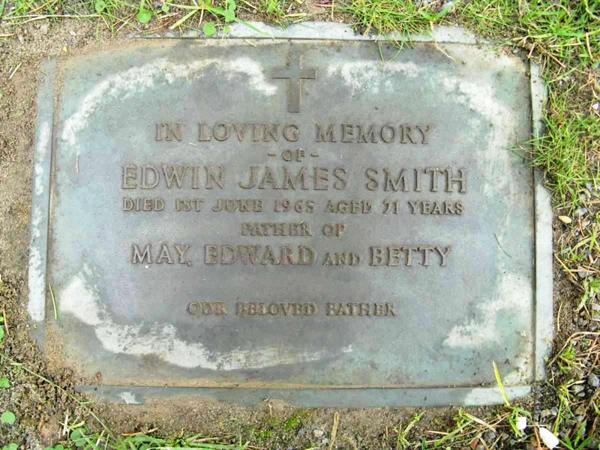 IN LOVING MEMORY
- OF -
EDWIN JAMES SMITH
DIED 1ST JUNE 1965 AGED 71 YEARS
FATHER OF
MAY, EDWARD AND BETTY
OUR BELOVED FATHER